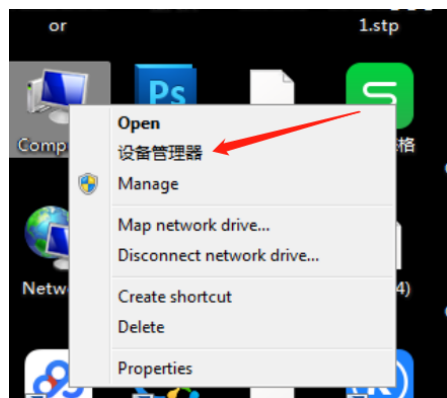 or
1.stp
Ps
Comp
格
Open
设备管理器
Manage
Map network drive...
Disconnect network drive...
Netw
4)
Create shortcut
Delete
Properties